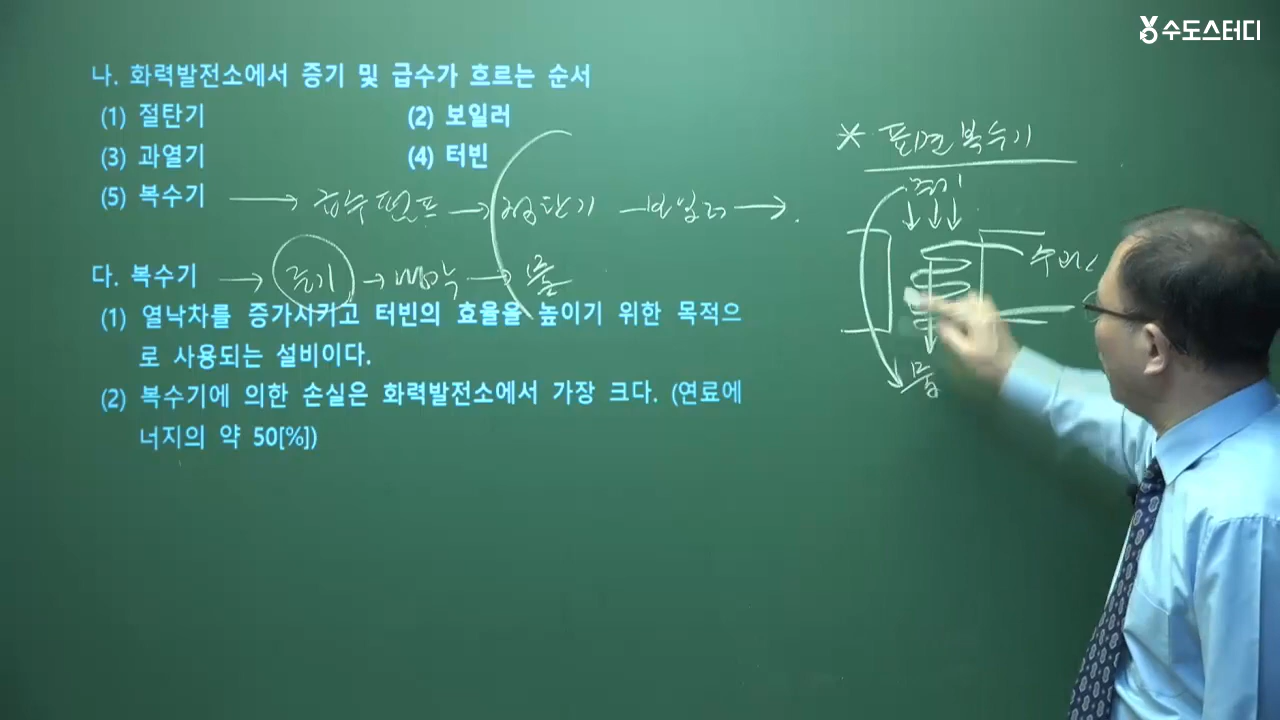 수도스터디
나. 화력발전소에서 증기 및 급수가 흐르는 순서
(1) 절탄기 (2) 보일러
(3) 과열기 (4) 터빈
(5) 복수기 → 급수펌프 → 절탄기 → 보일러 →
다. 복수기 → 증기 → 냉각 → 물
(1) 열낙차를 증가시키고 터빈의 효율을 높이기 위한 목적으
로 사용되는 설비이다.
(2) 복수기에 의한 손실은 화력발전소에서 가장 크다. (연료에
너지의 약 50[%])
* 표면복수기
증기
물